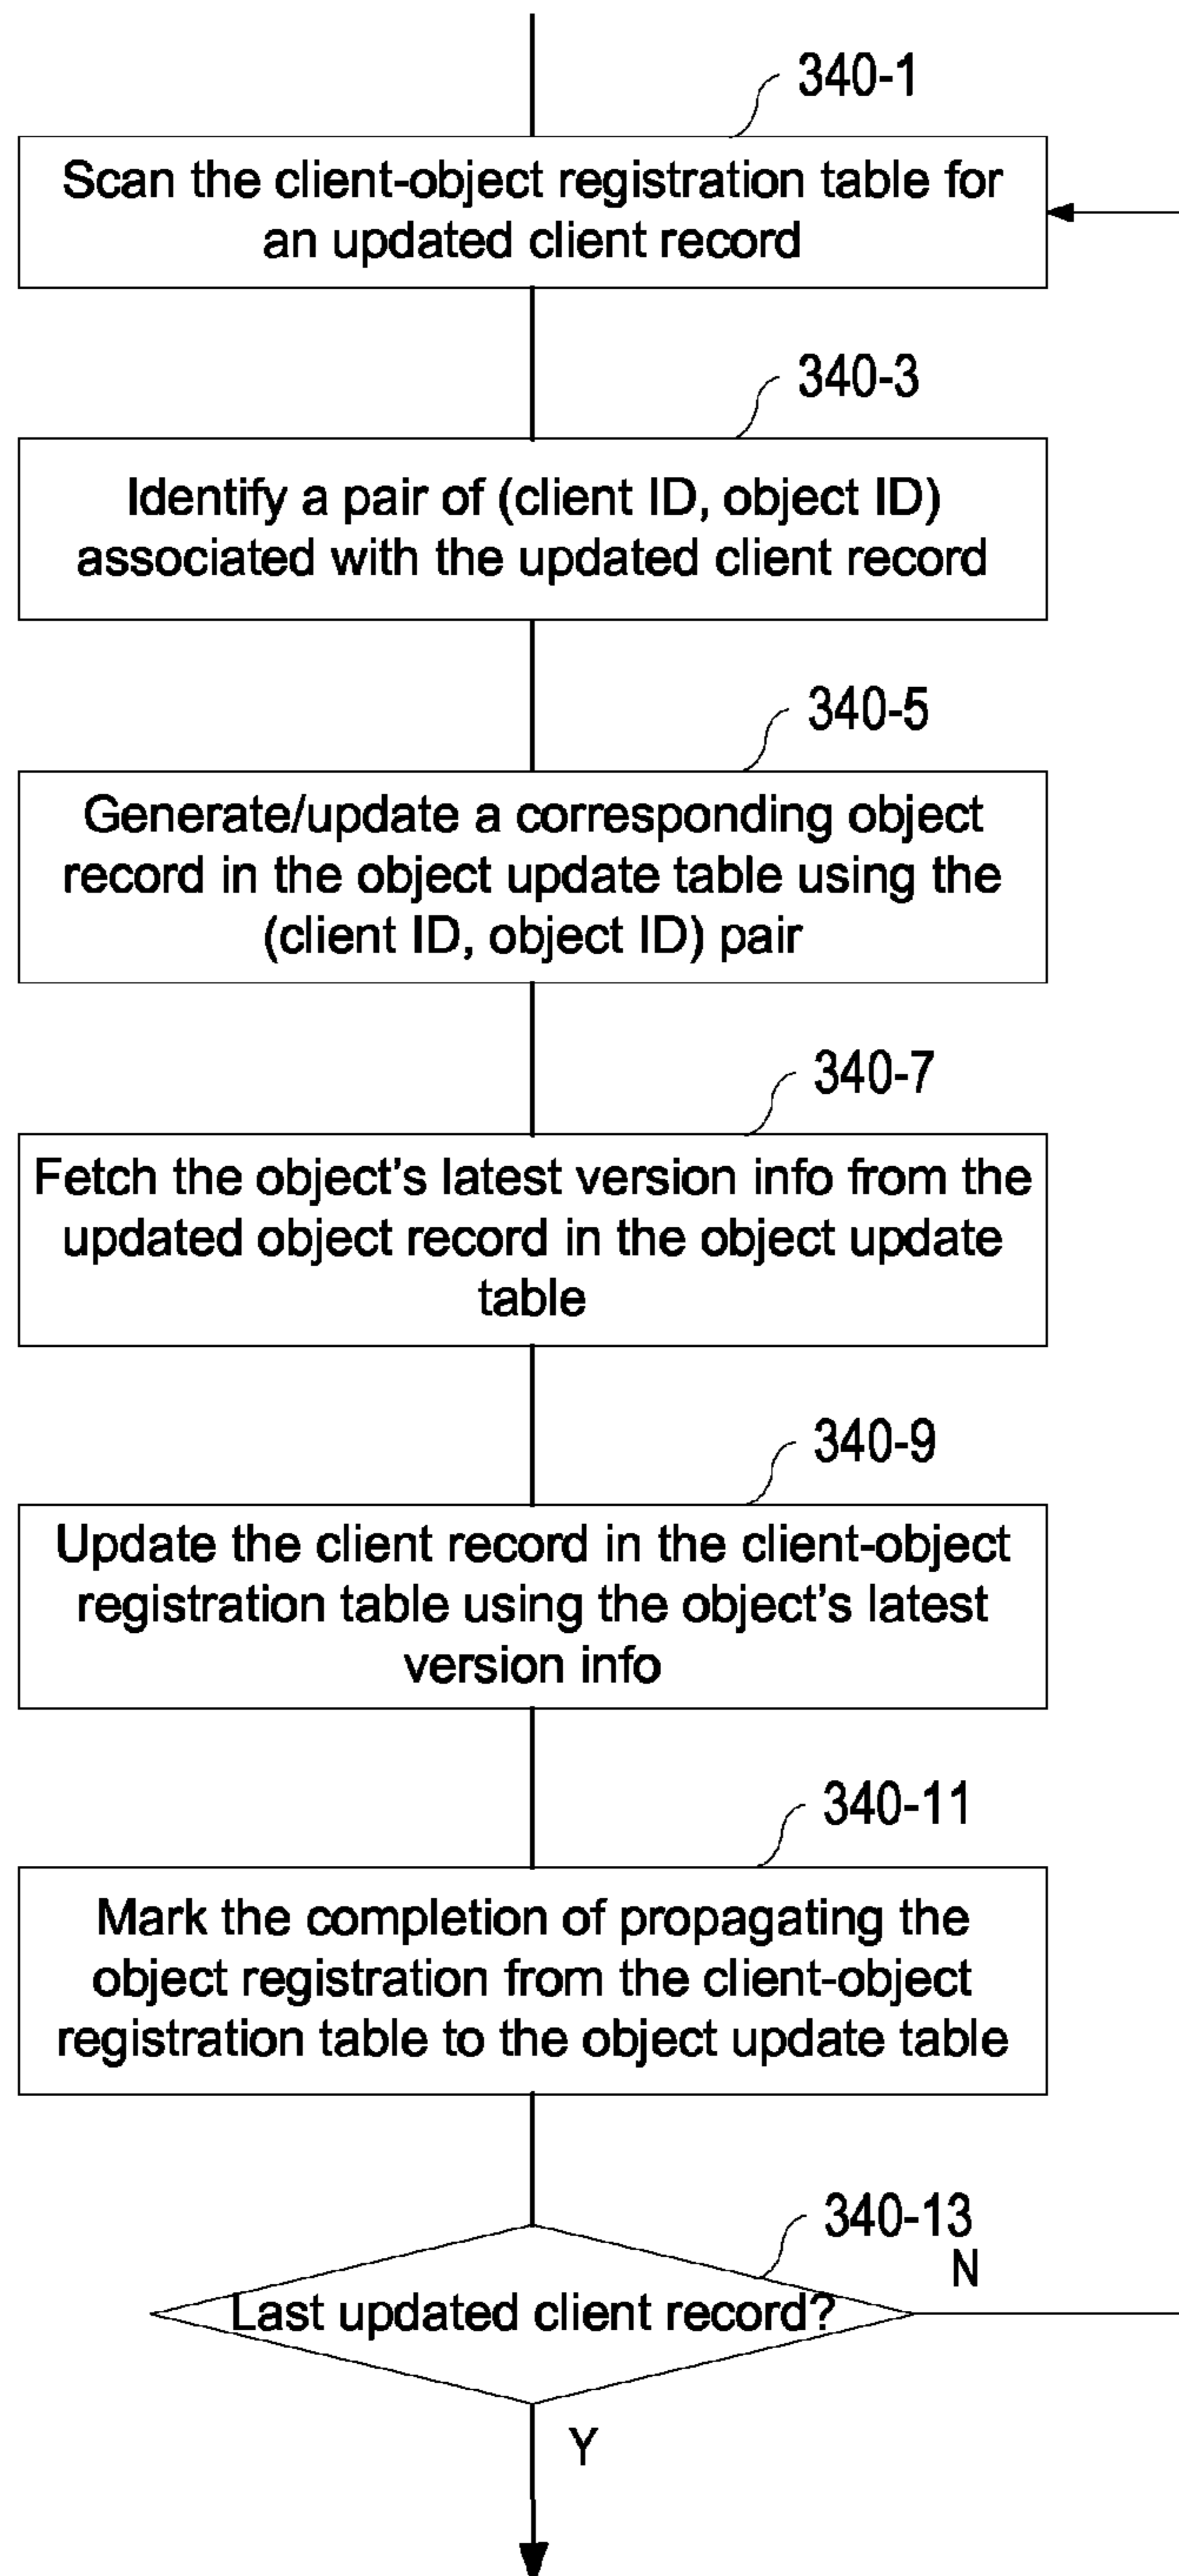 340-1
Scan the client-object registration table for
an updated client record
340-3
Identify a pair of (client ID, object ID)
associated with the updated client record
340-5
Generate/update a corresponding object
record in the object update table using the
(client ID, object ID) pair
340-7
Fetch the object's latest version info from the
updated object record in the object update
table
340-9
Update the client record in the client-object
registration table using the object's latest
version info
340-11
Mark the completion of propagating the
object registration from the client-object
registration table to the object update table
340-13
N
Last updated client record?
Y